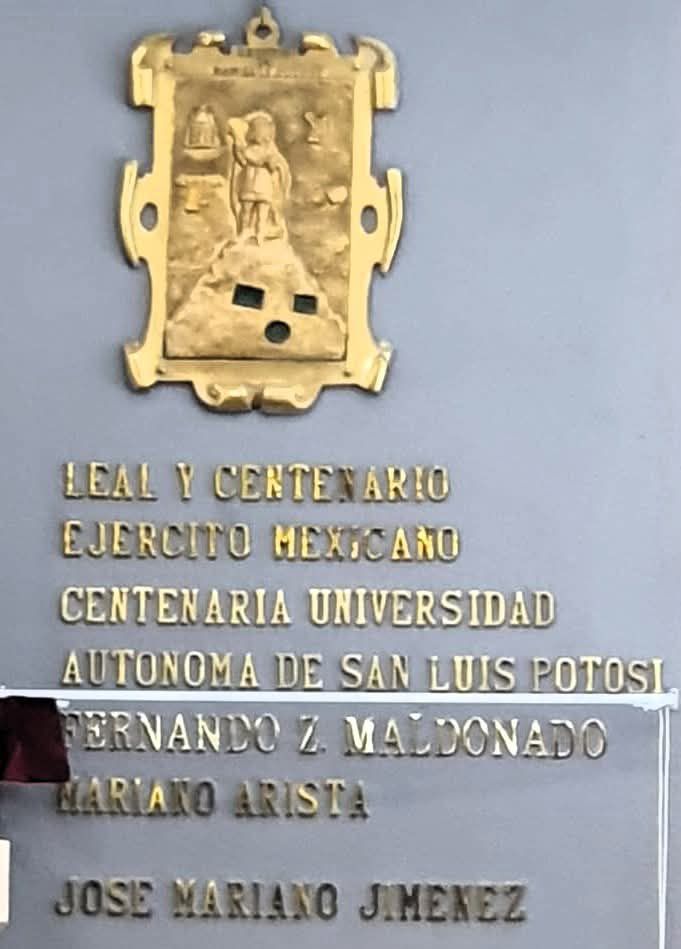 LEAL Y CENTENARIO
EJERCITO MEXICANO
CENTENARIA UNIVERSIDAD
AUTONOMA DE SAN LUIS POTOSI
FERNANDO Z. MALDONADO
MARIANO ARISTA
JOSE MARIANO JIMENEZ